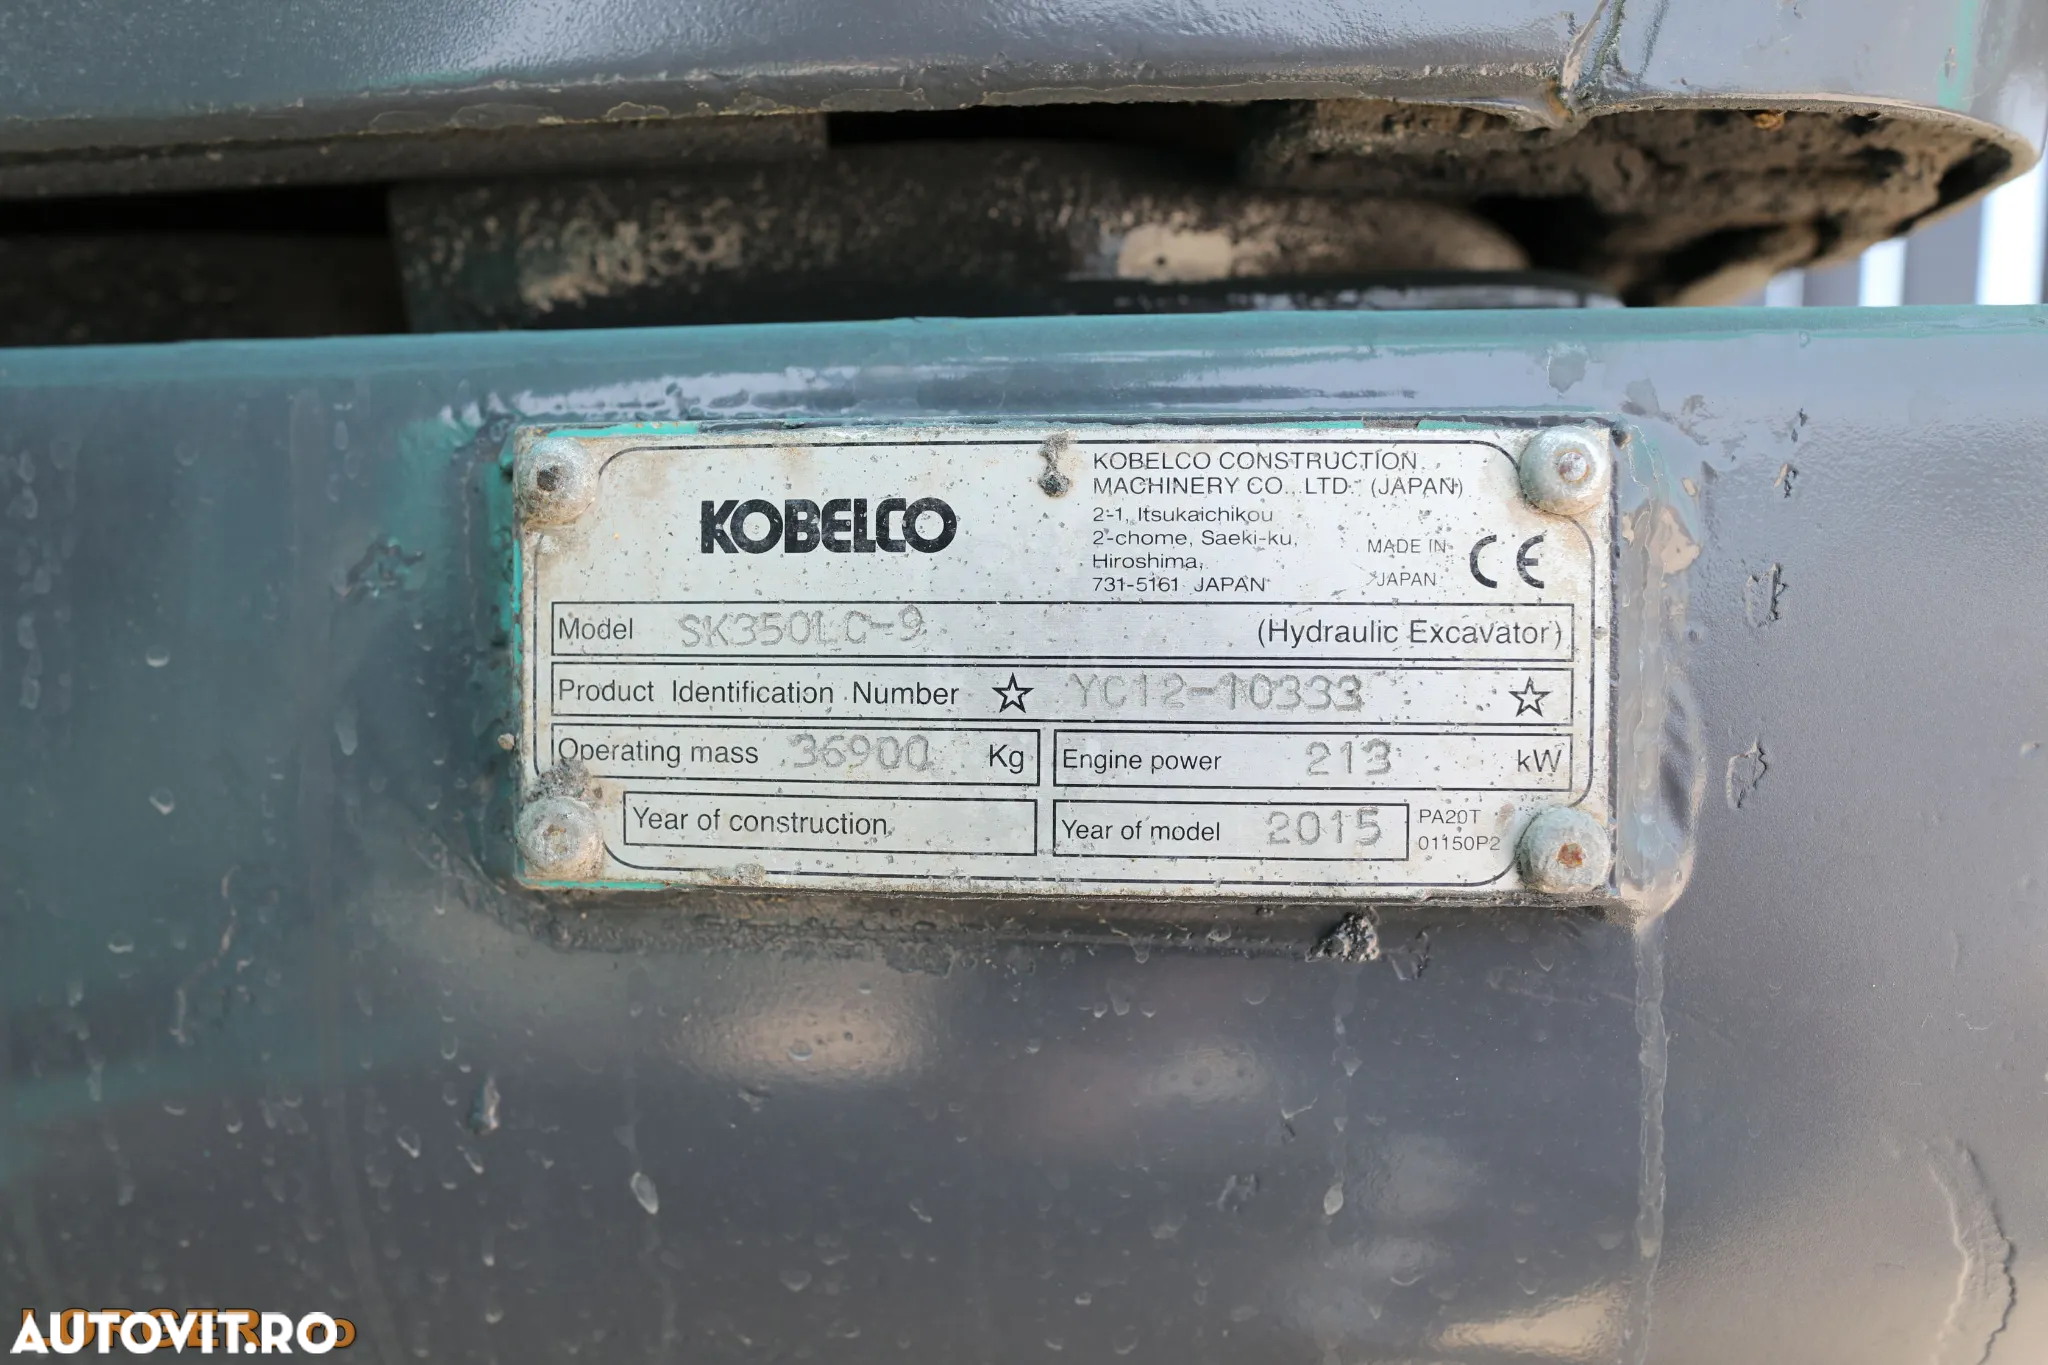 KOBELCO
KOBELCO CONSTRUCTION
MACHINERY CO., LTD. (JAPAN)
2-1, Itsukaichikou
2-chome, Saeki-ku,
Hiroshima,
731-5161 JAPAN
MADE IN
JAPAN
CE
Model SK350LC-9 (Hydraulic Excavator)
Product Identification Number ☆ YC12-10333 ☆
Operating mass 36900 Kg
Engine power 213 kW
Year of construction
Year of model 2015
PA20T
01150P2
AUTOVIT.RO